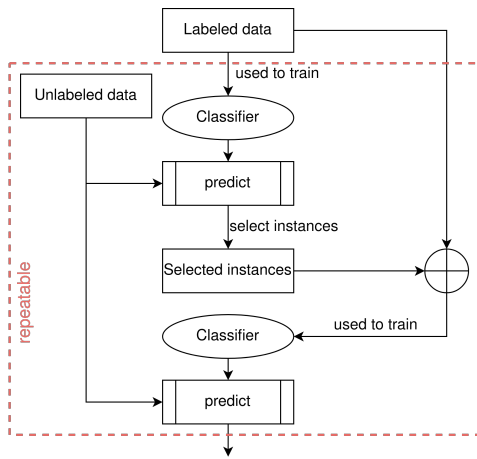 Labeled data
used to train
Unlabeled data
Classifier
predict
select instances
Selected instances
repeatable
used to train
Classifier
predict